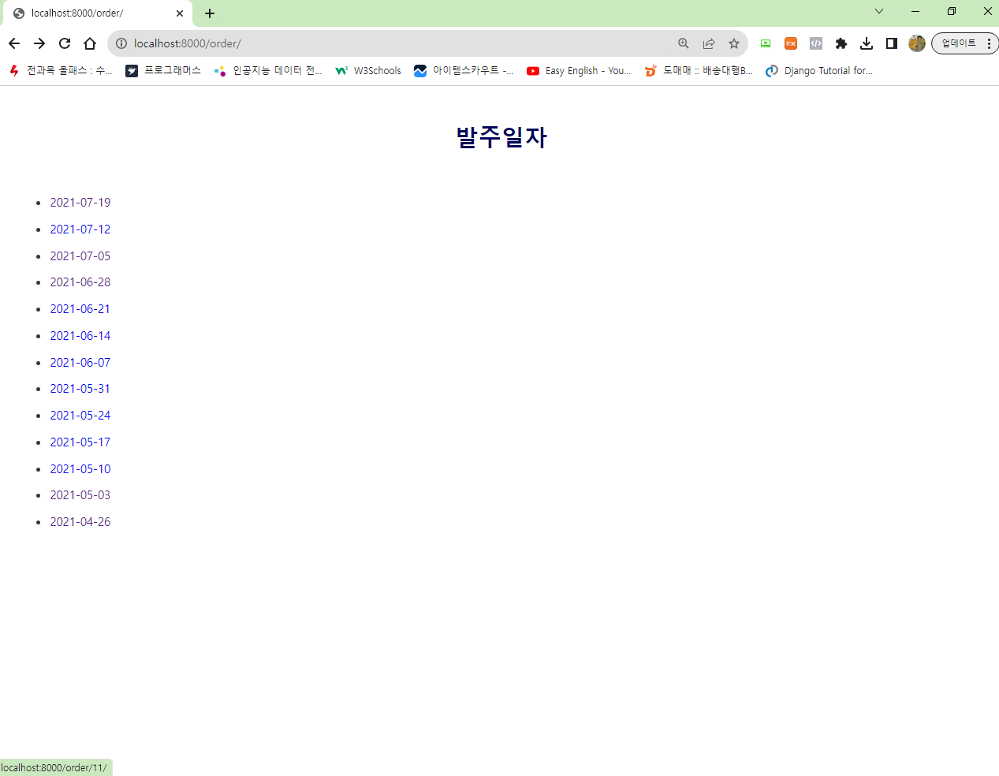 localhost:8000/order/
localhost:8000/order/
업데이트
전과목 올패스 : 수... 프로그래머스 인공지능 데이터 전... W3Schools 아이템스카우트 -... Easy English - You... 도매매 :: 배송대행B... Django Tutorial for...
발주일자
2021-07-19
2021-07-12
2021-07-05
2021-06-28
2021-06-21
2021-06-14
2021-06-07
2021-05-31
2021-05-24
2021-05-17
2021-05-10
2021-05-03
2021-04-26
localhost:8000/order/11/